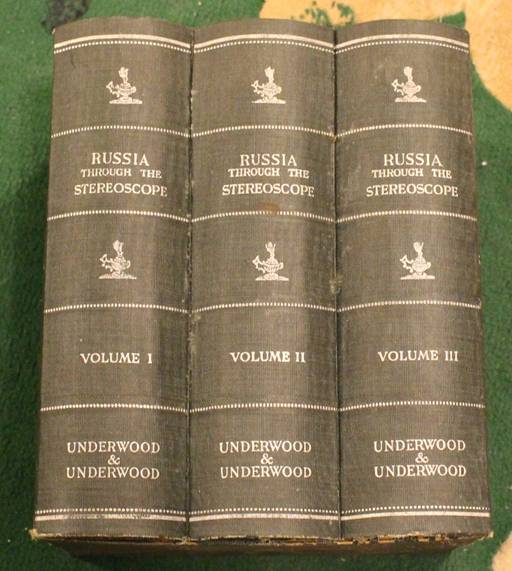 RUSSIA
THROUGH THE
STEREOSCOPE
VOLUME I
UNDERWOOD
&
UNDERWOOD
RUSSIA
THROUGH THE
STEREOSCOPE
VOLUME II
UNDERWOOD
&
UNDERWOOD
RUSSIA
THROUGH THE
STEREOSCOPE
VOLUME III
UNDERWOOD
&
UNDERWOOD